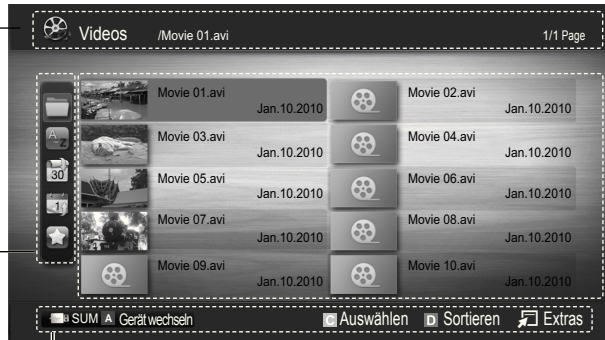 Videos /Movie 01.avi 1/1 Page
Movie 01.avi Movie 02.avi
Jan.10.2010 Jan.10.2010
Movie 03.avi Movie 04.avi
Jan.10.2010 Jan.10.2010
Movie 05.avi Movie 06.avi
Jan.10.2010 Jan.10.2010
Movie 07.avi Movie 08.avi
Jan.10.2010 Jan.10.2010
Movie 09.avi Movie 10.avi
Jan.10.2010 Jan.10.2010
A Z
30
1
SUM A Gerät wechseln C Auswählen D Sortieren Extras